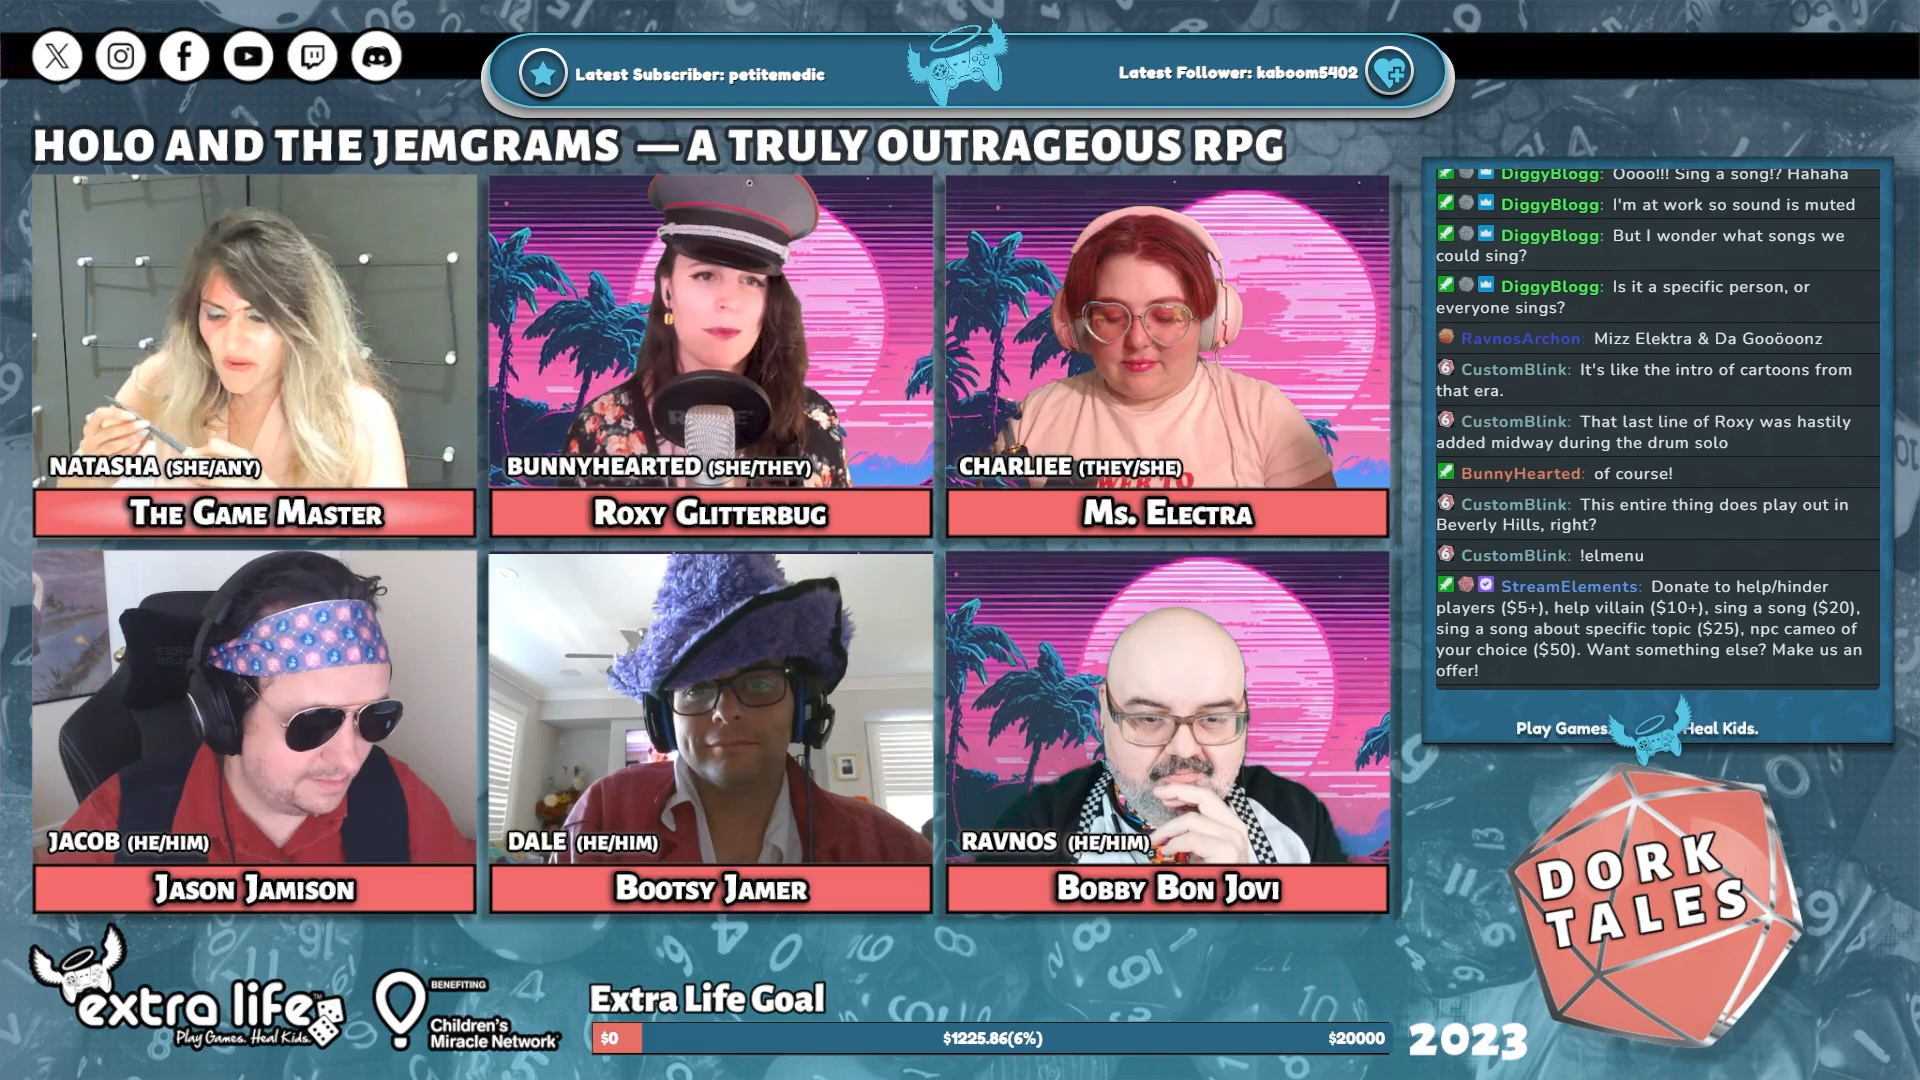 Latest Subscriber: petitemedic
Latest Follower: kaboom5402
HOLO AND THE JEMGRAMS — A TRULY OUTRAGEOUS RPG
NATASHA (SHE/ANY)
THE GAME MASTER
BUNNYHEARTED (SHE/THEY)
ROXY GLITTERBUG
CHARLIEE (THEY/SHE)
MS. ELECTRA
JACOB (HE/HIM)
JASON JAMISON
DALE (HE/HIM)
BOOTSY JAMER
RAVNOS (HE/HIM)
BOBBY BON JOVI
DiggyBlogg: Oooo!!! Sing a song!? Hahaha
DiggyBlogg: I'm at work so sound is muted
DiggyBlogg: But I wonder what songs we
could sing?
DiggyBlogg: Is it a specific person, or
everyone sings?
RavnosArchon: Mizz Elektra & Da Gooöoonz
CustomBlink: It's like the intro of cartoons from
that era.
CustomBlink: That last line of Roxy was hastily
added midway during the drum solo
BunnyHearted: of course!
CustomBlink: This entire thing does play out in
Beverly Hills, right?
CustomBlink: !elmenu
StreamElements: Donate to help/hinder
players ($5+), help villain ($10+), sing a song ($20),
sing a song about specific topic ($25), npc cameo of
your choice ($50). Want something else? Make us an
offer!
Play Games. Heal Kids.
DORK
TALES
extra life
Play Games. Heal Kids.
BENEFITING
Children's
Miracle Network
Extra Life Goal
$0 $1225.86(6%) $20000
2023